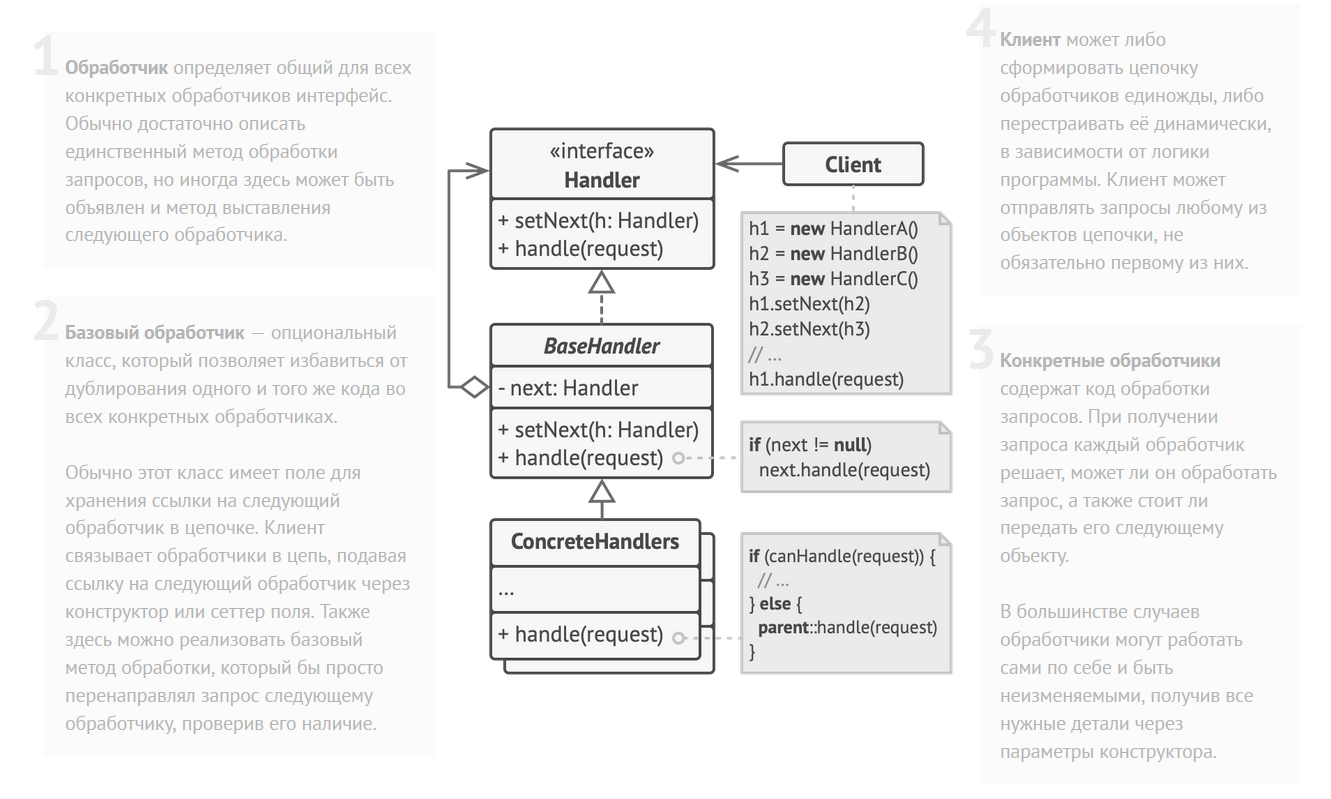 1
Обработчик определяет общий для всех
конкретных обработчиков интерфейс.
Обычно достаточно описать
единственный метод обработки
запросов, но иногда здесь может быть
объявлен и метод выставления
следующего обработчика.
2
Базовый обработчик — опциональный
класс, который позволяет избавиться от
дублирования одного и того же кода во
всех конкретных обработчиках.
Обычно этот класс имеет поле для
хранения ссылки на следующий
обработчик в цепочке. Клиент
связывает обработчики в цепь, подавая
ссылку на следующий обработчик через
конструктор или сеттер поля. Также
здесь можно реализовать базовый
метод обработки, который бы просто
перенаправлял запрос следующему
обработчику, проверив его наличие.
«interface»
Handler
+ setNext(h: Handler)
+ handle(request)
BaseHandler
- next: Handler
+ setNext(h: Handler)
+ handle(request)
ConcreteHandlers
...
+ handle(request)
Client
h1 = new HandlerA()
h2 = new HandlerB()
h3 = new HandlerC()
h1.setNext(h2)
h2.setNext(h3)
// ...
h1.handle(request)
if (next != null)
next.handle(request)
if (canHandle(request)) {
// ...
} else {
parent::handle(request)
}
4
Клиент может либо
сформировать цепочку
обработчиков единожды, либо
перестраивать её динамически,
в зависимости от логики
программы. Клиент может
отправлять запросы любому из
объектов цепочки, не
обязательно первому из них.
3
Конкретные обработчики
содержат код обработки
запросов. При получении
запроса каждый обработчик
решает, может ли он обработать
запрос, а также стоит ли
передать его следующему
объекту.
В большинстве случаев
обработчики могут работать
сами по себе и быть
неизменяемыми, получив все
нужные детали через
параметры конструктора.